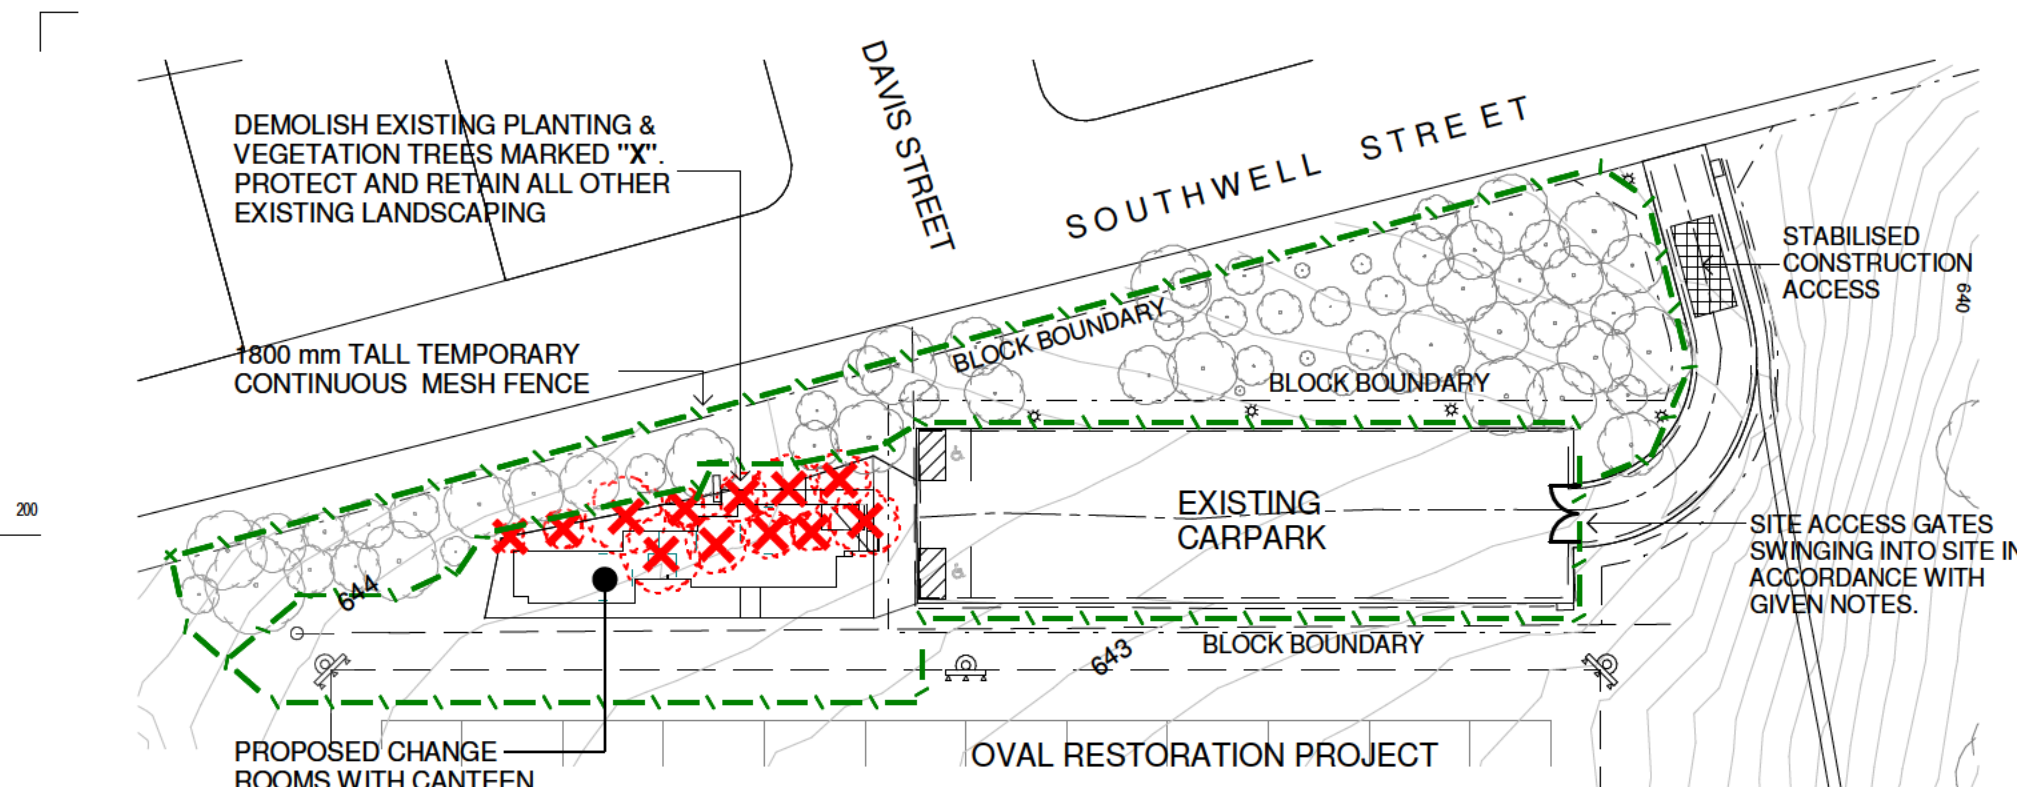 DAVIS STREET
SOUTHWELL STREET
DEMOLISH EXISTING PLANTING &
VEGETATION TREES MARKED "X".
PROTECT AND RETAIN ALL OTHER
EXISTING LANDSCAPING
STABILISED
CONSTRUCTION
ACCESS
640
BLOCK BOUNDARY
1800 mm TALL TEMPORARY
CONTINUOUS MESH FENCE
BLOCK BOUNDARY
200
EXISTING
CARPARK
SITE ACCESS GATES
SWINGING INTO SITE IN
ACCORDANCE WITH
GIVEN NOTES.
644
BLOCK BOUNDARY
643
PROPOSED CHANGE
ROOMS WITH CANTEEN
OVAL RESTORATION PROJECT